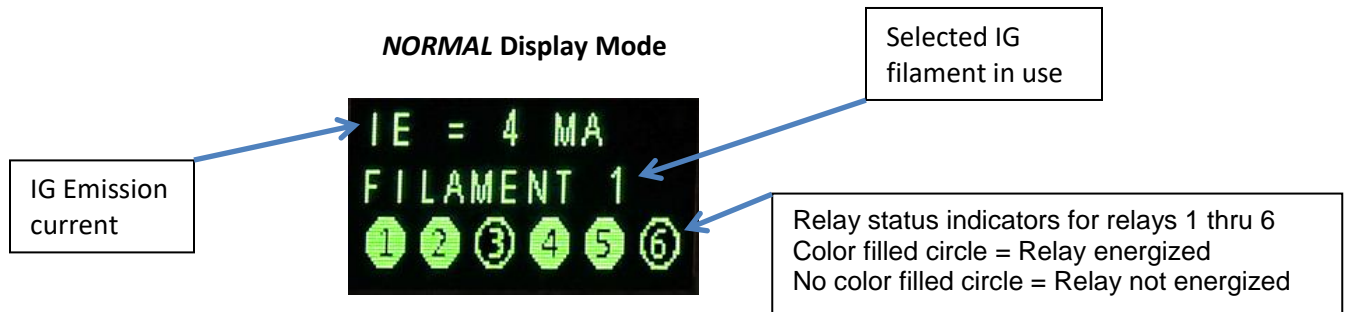 NORMAL Display Mode
Selected IG
filament in use
IE = 4 MA
FILAMENT 1
1 2 3 4 5 6
IG Emission
current
Relay status indicators for relays 1 thru 6
Color filled circle = Relay energized
No color filled circle = Relay not energized